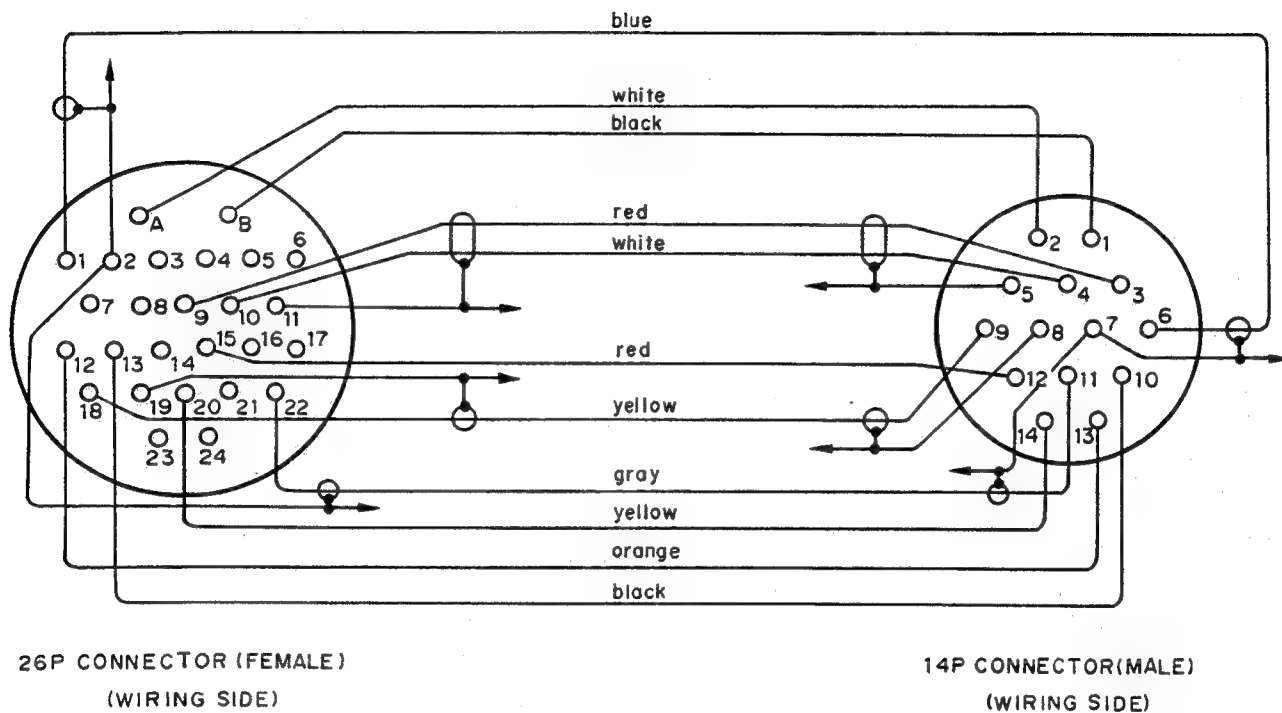 blue
white
black
red
white
red
yellow
gray
yellow
orange
black
A B
1 2 3 4 5 6
7 8 9 10 11
12 13 14 15 16 17
18 19 20 21 22
23 24
2 1
5 4 3
9 8 7 6
12 11 10
14 13
26P CONNECTOR (FEMALE)
(WIRING SIDE)
14P CONNECTOR(MALE)
(WIRING SIDE)